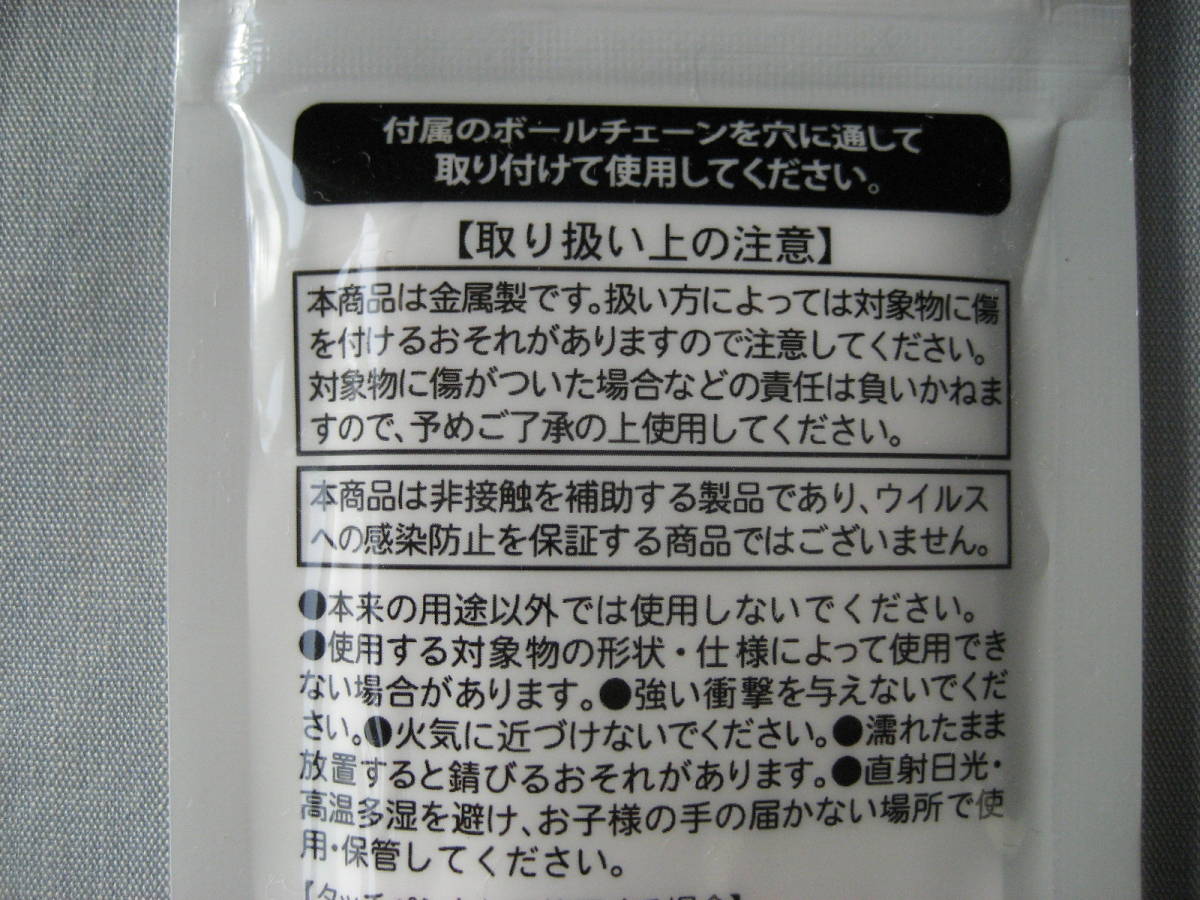 付属のボールチェーンを穴に通して
取り付けて使用してください。
【取り扱い上の注意】
本商品は金属製です。扱い方によっては対象物に傷
を付けるおそれがありますので注意してください。
対象物に傷がついた場合などの責任は負いかねま
すので、予めご了承の上使用してください。
本商品は非接触を補助する製品であり、ウイルス
への感染防止を保証する商品ではございません。
●本来の用途以外では使用しないでください。
●使用する対象物の形状・仕様によって使用でき
ない場合があります。●強い衝撃を与えないでくだ
さい。●火気に近づけないでください。●濡れたまま
放置すると錆びるおそれがあります。●直射日光・
高温多湿を避け、お子様の手の届かない場所で使
用・保管してください。